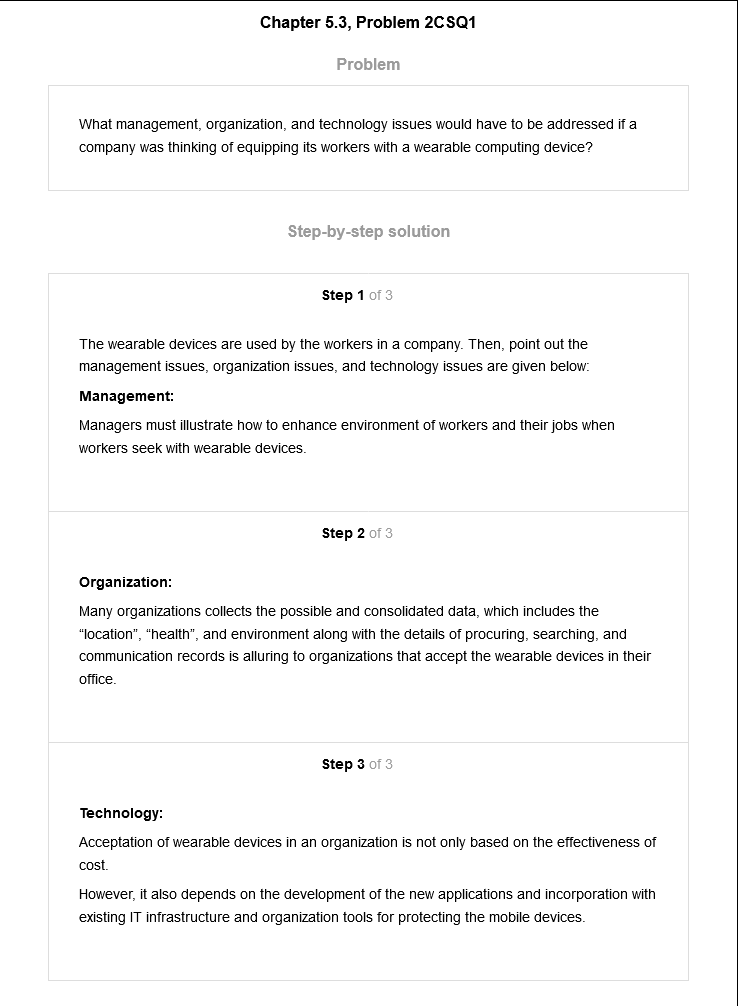 Chapter 5.3, Problem 2CSQ1
Problem
What management, organization, and technology issues would have to be addressed if a
company was thinking of equipping its workers with a wearable computing device?
Step-by-step solution
Step 1 of 3
The wearable devices are used by the workers in a company. Then, point out the
management issues, organization issues, and technology issues are given below:
Management:
Managers must illustrate how to enhance environment of workers and their jobs when
workers seek with wearable devices.
Step 2 of 3
Organization:
Many organizations collects the possible and consolidated data, which includes the
“location”, “health”, and environment along with the details of procuring, searching, and
communication records is alluring to organizations that accept the wearable devices in their
office.
Step 3 of 3
Technology:
Acceptation of wearable devices in an organization is not only based on the effectiveness of
cost.
However, it also depends on the development of the new applications and incorporation with
existing IT infrastructure and organization tools for protecting the mobile devices.